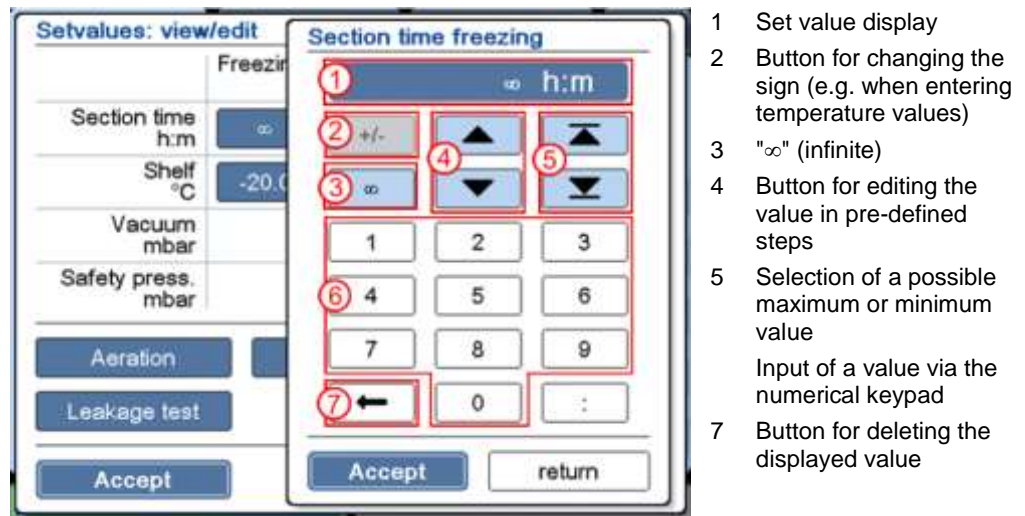 Setvalues: view/edit
Freezin
Section time
h:m
∞
Shelf
°C
-20.0
Vacuum
mbar
Safety press.
mbar
Aeration
Leakage test
Accept
Section time freezing
1 ∞ h:m
2 +/-
4
5
3 ∞
1 2 3
6 4 5 6
7 8 9
7 0 :
Accept return
1 Set value display
2 Button for changing the
sign (e.g. when entering
temperature values)
3 "∞" (infinite)
4 Button for editing the
value in pre-defined
steps
5 Selection of a possible
maximum or minimum
value
Input of a value via the
numerical keypad
7 Button for deleting the
displayed value